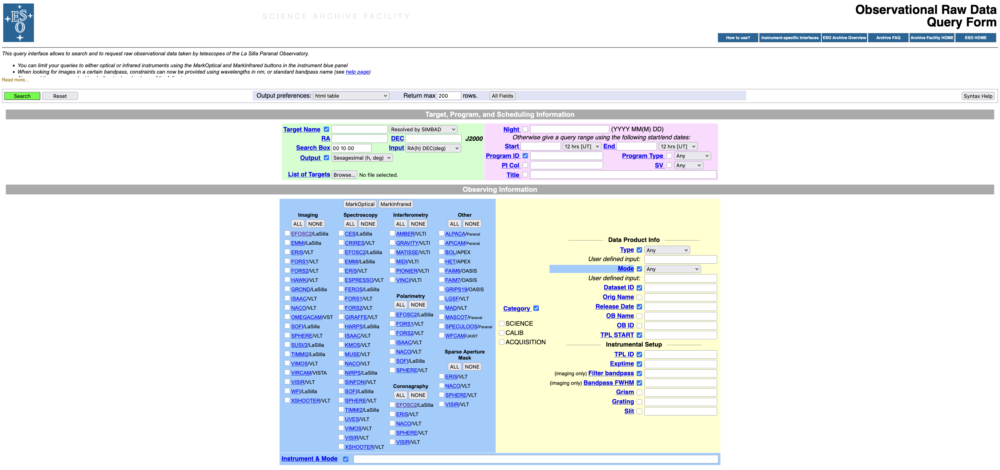 ESO
SCIENCE ARCHIVE FACILITY
Observational Raw Data
Query Form
How to use? Instrument-specific Interfaces ESO Archive Overview Archive FAQ Archive Facility HOME ESO HOME
This query interface allows to search and to request raw observational data taken by telescopes of the La Silla Paranal Observatory.
• You can limit your queries to either optical or infrared instruments using the MarkOptical and MarkInfrared buttons in the instrument blue panel
• When looking for images in a certain bandpass, constraints can now be provided using wavelengths in nm, or standard bandpass name (see help page)
Read more...
Search Reset Output preferences: html table Return max 200 rows. All Fields Syntax Help
Target, Program, and Scheduling Information
Target Name Resolved by SIMBAD
RA DEC J2000
Search Box 00 10 00 Input RA(h) DEC(deg)
Output Sexagesimal (h, deg)
List of Targets Browse... No file selected.
Night (YYYY MM(M) DD)
Otherwise give a query range using the following start/end dates:
Start 12 hrs [UT] End 12 hrs [UT]
Program ID Program Type Any
PI Col SV Any
Title
Observing Information
MarkOptical MarkInfrared
Imaging
ALL NONE
EFOSC2/LaSilla
EMMI/LaSilla
ERIS/VLT
FORS1/VLT
FORS2/VLT
HAWKI/VLT
GROND/LaSilla
ISAAC/VLT
NACO/VLT
OMEGACAM/VST
SOFI/LaSilla
SPHERE/VLT
SUSI/2/LaSilla
TIMMI2/LaSilla
VIMOS/VLT
VIRCAM/VISTA
VISIR/VLT
WFI/LaSilla
XSHOOTER/VLT
Spectroscopy
ALL NONE
CES/LaSilla
CRIRES/VLT
EFOSC2/LaSilla
EMMI/LaSilla
ERIS/VLT
ESPRESSO/VLT
FEROS/LaSilla
FORS1/VLT
FORS2/VLT
GIRAFFE/VLT
HARPS/LaSilla
ISAAC/VLT
KMOS/VLT
MUSE/VLT
NACO/VLT
NIRPS/LaSilla
SINFONI/VLT
SOFI/LaSilla
SPHERE/VLT
TIMMI2/LaSilla
UVES/VLT
VIMOS/VLT
VISIR/VLT
XSHOOTER/VLT
Interferometry
ALL NONE
AMBER/VLTI
GRAVITY/VLTI
MATISSE/VLTI
MIDI/VLTI
PIONIER/VLTI
VINCI/VLTI
Polarimetry
ALL NONE
EFOSC2/LaSilla
FORS1/VLT
FORS2/VLT
ISAAC/VLT
NACO/VLT
SOFI/LaSilla
SPHERE/VLT
Coronagraphy
ALL NONE
EFOSC2/LaSilla
ERIS/VLT
NACO/VLT
SPHERE/VLT
VISIR/VLT
Other
ALL NONE
ALPACA/Paranal
APICAM/Paranal
BOL/APEX
HET/APEX
FAIM6/OASIS
FAIM7/OASIS
GRIPS19/OASIS
LGSF/VLT
MAD/VLT
MASCOT/Paranal
SPECULOOS/Paranal
WFCAM/UKIRT
Sparse Aperture
Mask
ALL NONE
ERIS/VLT
NACO/VLT
SPHERE/VLT
VISIR/VLT
Category
SCIENCE
CALIB
ACQUISITION
Data Product Info
Type Any
User defined input:
Mode Any
User defined input:
Dataset ID
Orig Name
Release Date
OB Name
OB ID
TPL START
Instrumental Setup
TPL ID
Exptime
(imaging only) Filter bandpass
(imaging only) Bandpass FWHM
Grism
Grating
Slit
Instrument & Mode